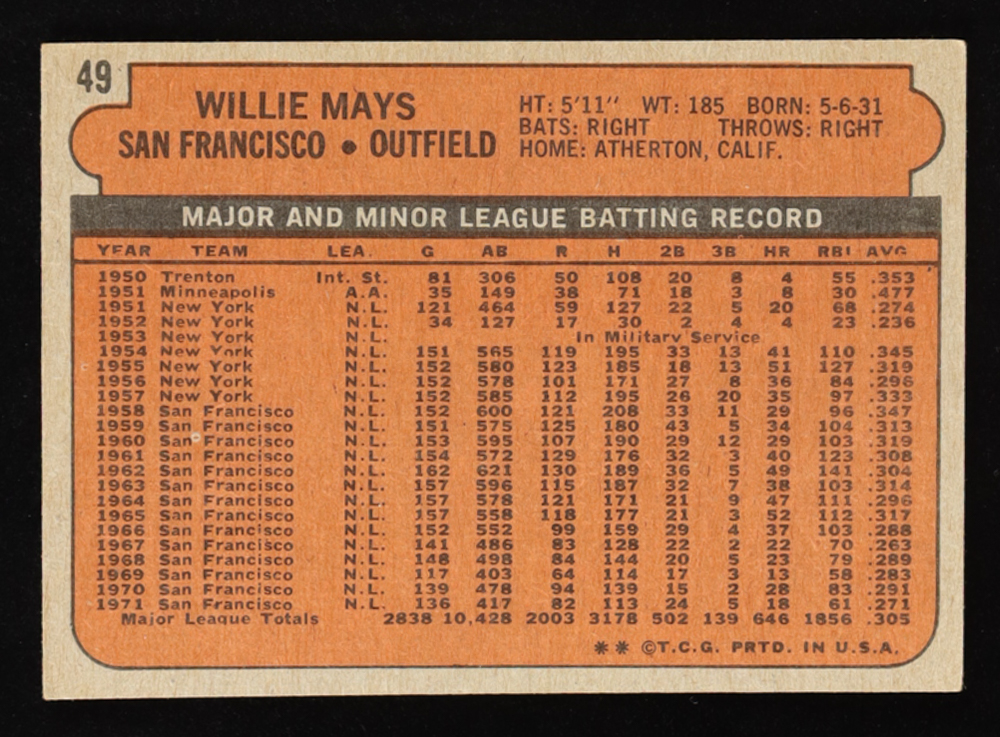 49
WILLIE MAYS
SAN FRANCISCO • OUTFIELD
HT: 5'11" WT: 185 BORN: 5-6-31
BATS: RIGHT THROWS: RIGHT
HOME: ATHERTON, CALIF.
MAJOR AND MINOR LEAGUE BATTING RECORD
YEAR TEAM LEA. G AB R H 2B 3B HR RBI AVG
1950 Trenton Int. St. 81 306 50 108 20 8 4 55 .353
1951 Minneapolis A.A. 35 149 38 71 18 3 8 30 .477
1951 New York N.L. 121 464 59 127 22 5 20 68 .274
1952 New York N.L. 34 127 17 30 2 4 4 23 .236
1953 New York N.L. In Military Service
1954 New York N.L. 151 565 119 195 33 13 41 110 .345
1955 New York N.L. 152 580 123 185 18 13 51 127 .319
1956 New York N.L. 152 578 101 171 27 8 36 84 .296
1957 New York N.L. 152 585 112 195 26 20 35 97 .333
1958 San Francisco N.L. 152 600 121 208 33 11 29 96 .347
1959 San Francisco N.L. 151 575 125 180 43 5 34 104 .313
1960 San Francisco N.L. 153 595 107 190 29 12 29 103 .319
1961 San Francisco N.L. 154 572 129 176 32 3 40 123 .308
1962 San Francisco N.L. 162 621 130 189 36 5 49 141 .304
1963 San Francisco N.L. 157 596 115 187 32 7 38 103 .314
1964 San Francisco N.L. 157 578 121 171 21 9 47 111 .296
1965 San Francisco N.L. 157 558 118 177 21 3 52 112 .317
1966 San Francisco N.L. 152 552 99 159 29 4 37 103 .288
1967 San Francisco N.L. 141 486 83 128 22 2 22 70 .263
1968 San Francisco N.L. 148 498 84 144 20 5 23 79 .289
1969 San Francisco N.L. 117 403 64 114 17 3 13 58 .283
1970 San Francisco N.L. 139 478 94 139 15 2 28 83 .291
1971 San Francisco N.L. 136 417 82 113 24 5 18 61 .271
Major League Totals 2838 10,428 2003 3178 502 139 646 1856 .305
** ©T.C.G. PRTD. IN U.S.A.